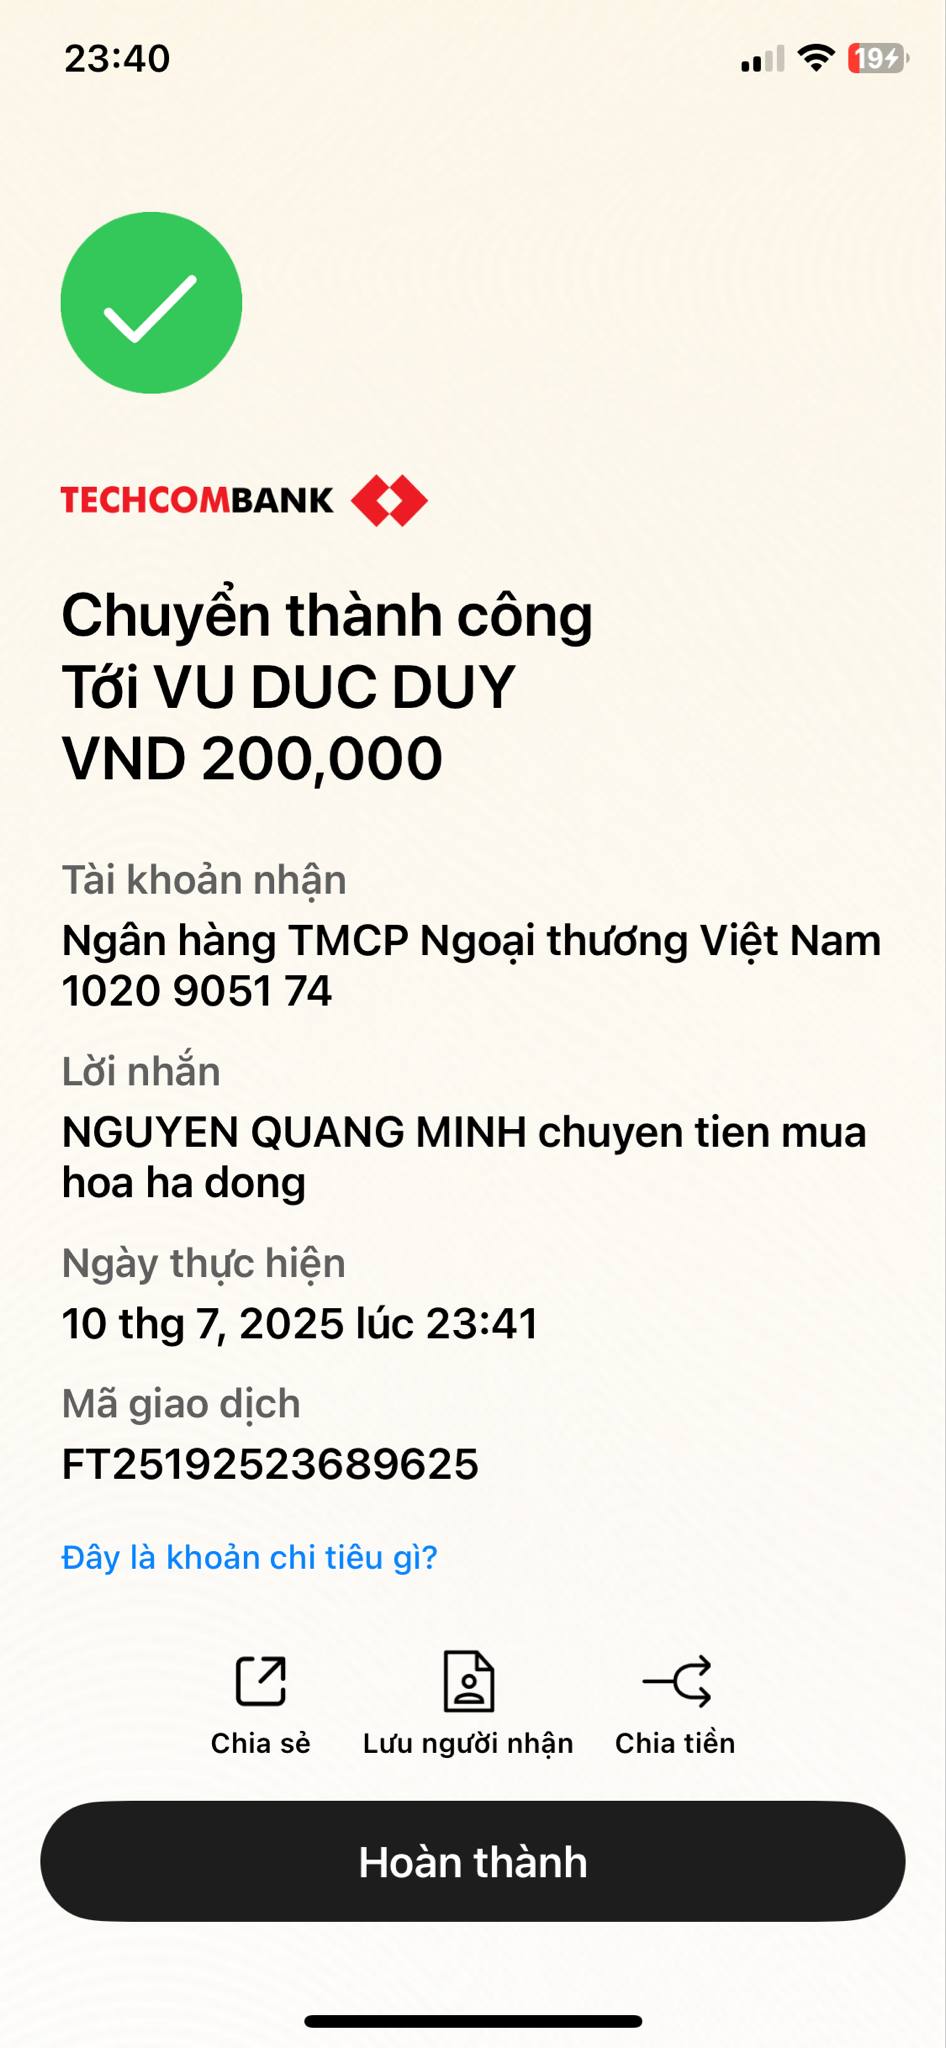 23:40
19
TECHCOMBANK
Chuyển thành công
Tới VU DUC DUY
VND 200,000
Tài khoản nhận
Ngân hàng TMCP Ngoại thương Việt Nam
1020 9051 74
Lời nhắn
NGUYEN QUANG MINH chuyen tien mua
hoa ha dong
Ngày thực hiện
10 thg 7, 2025 lúc 23:41
Mã giao dịch
FT25192523689625
Đây là khoản chi tiêu gì?
Chia sẻ
Lưu người nhận
Chia tiền
Hoàn thành